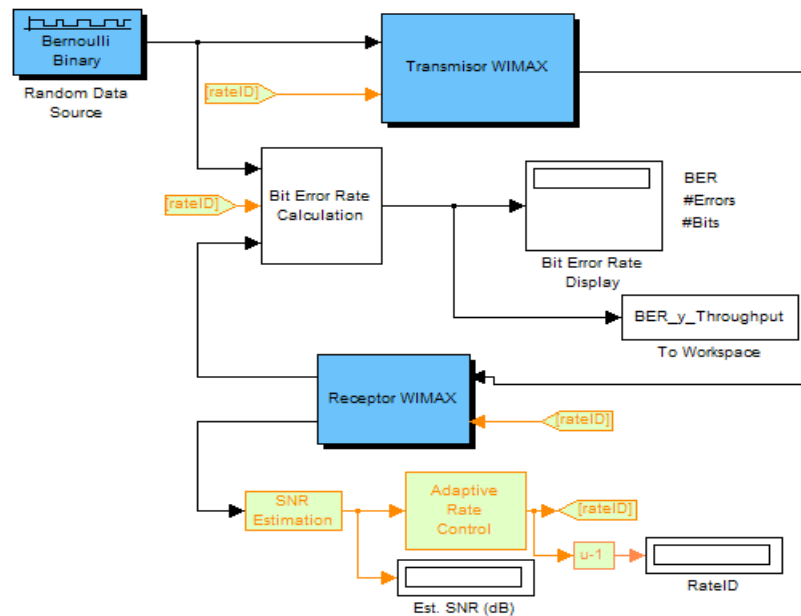 Bernoulli
Binary
Random Data
Source
Transmisor WIMAX
[rateID]
Bit Error Rate
Calculation
[rateID]
BER
#Errors
#Bits
Bit Error Rate
Display
BER_y_Throughput
To Workspace
Receptor WIMAX
[rateID]
SNR
Estimation
Adaptive
Rate
Control
[rateID]
u-1
RateID
Est. SNR (dB)